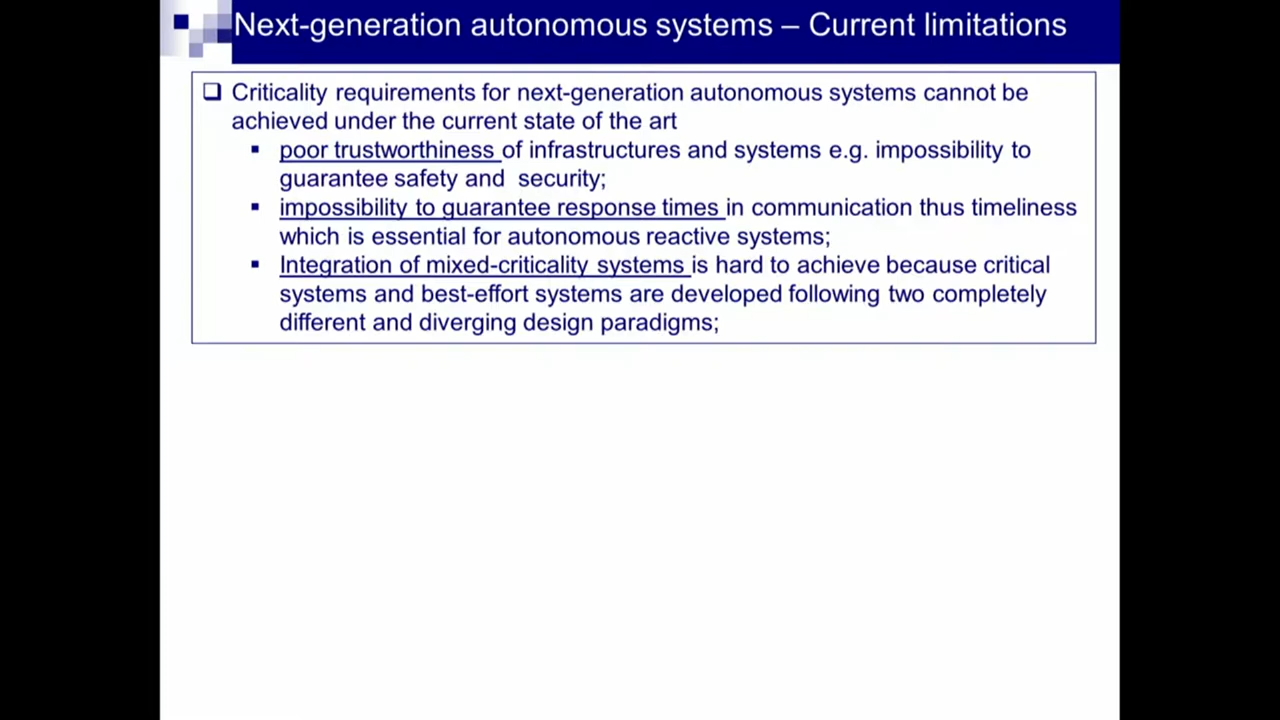 Next-generation autonomous systems – Current limitations
❑ Criticality requirements for next-generation autonomous systems cannot be
achieved under the current state of the art
▪ poor trustworthiness of infrastructures and systems e.g. impossibility to
guarantee safety and  security;
▪ impossibility to guarantee response times in communication thus timeliness
which is essential for autonomous reactive systems;
▪ Integration of mixed-criticality systems is hard to achieve because critical
systems and best-effort systems are developed following two completely
different and diverging design paradigms;